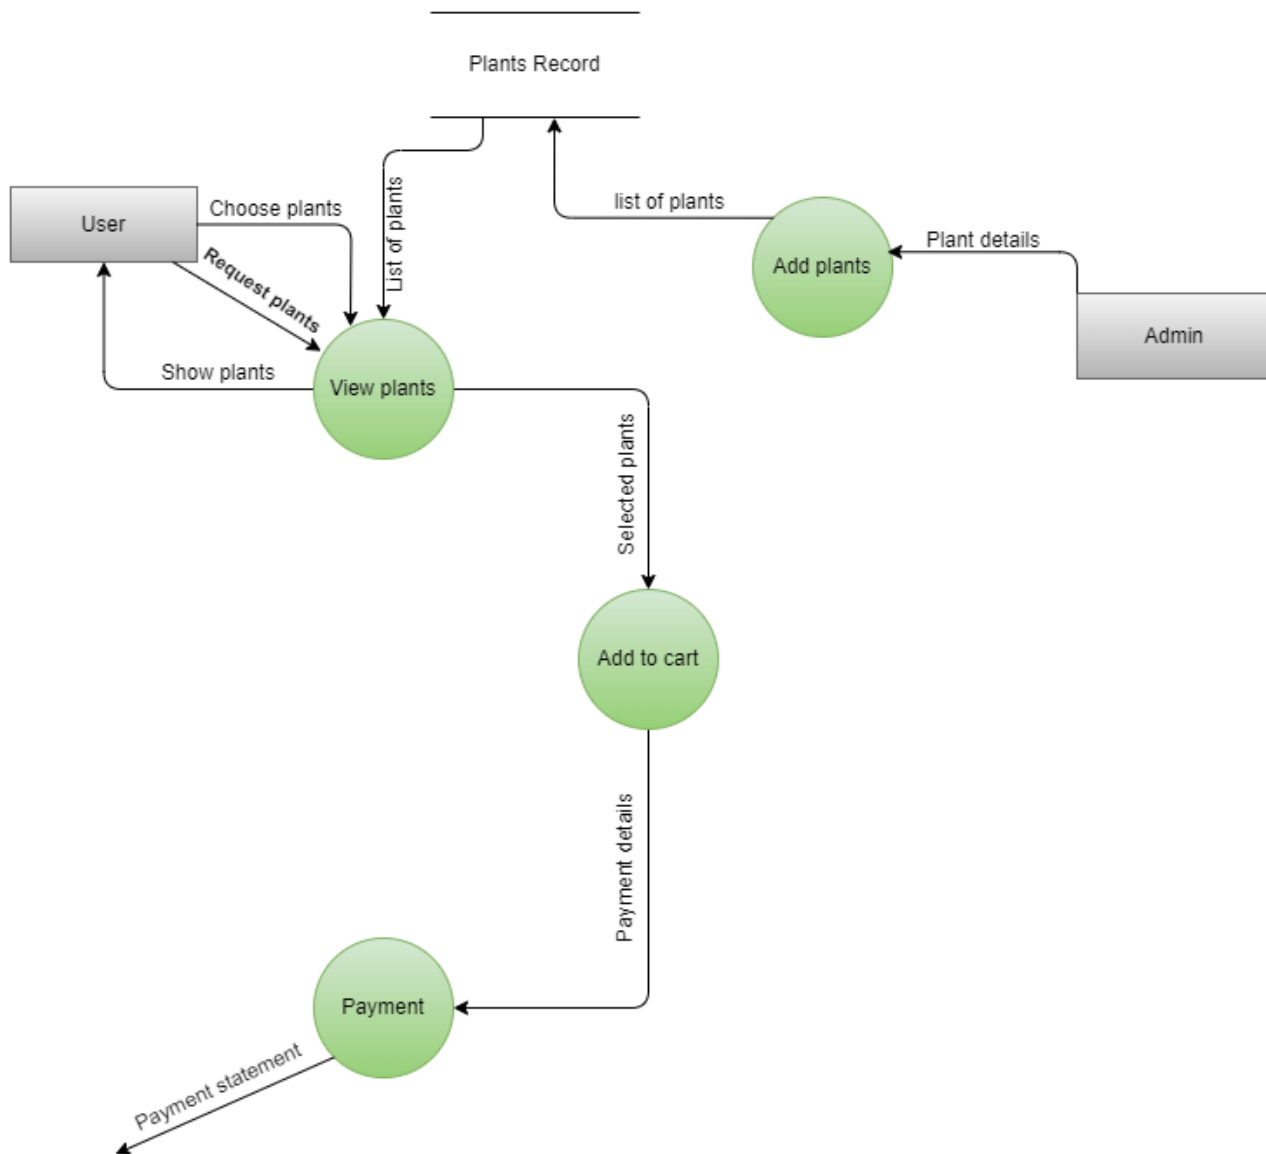 Plants Record
User
Choose plants
Request plants
List of plants
list of plants
Add plants
Plant details
Admin
Show plants
View plants
Selected plants
Add to cart
Payment details
Payment
Payment statement